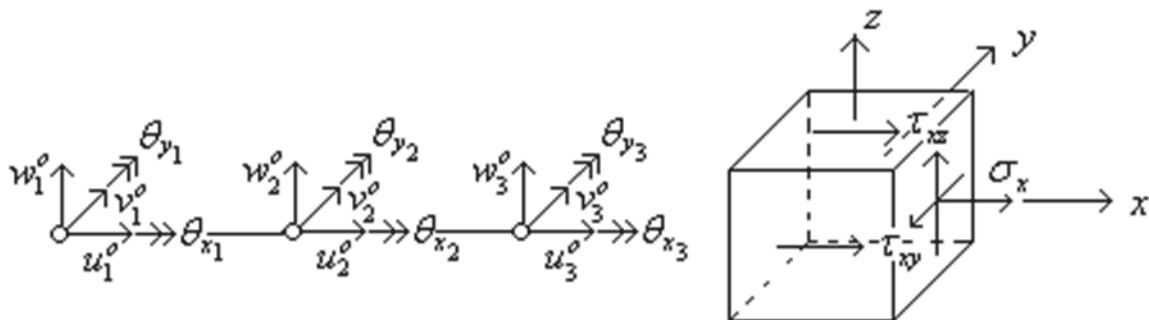 w₁ᵒ v₁ᵒ u₁ᵒ θy₁ θx₁
w₂ᵒ v₂ᵒ u₂ᵒ θy₂ θx₂
w₃ᵒ v₃ᵒ u₃ᵒ θy₃ θx₃
z
y
τxz
σx
x
τxy